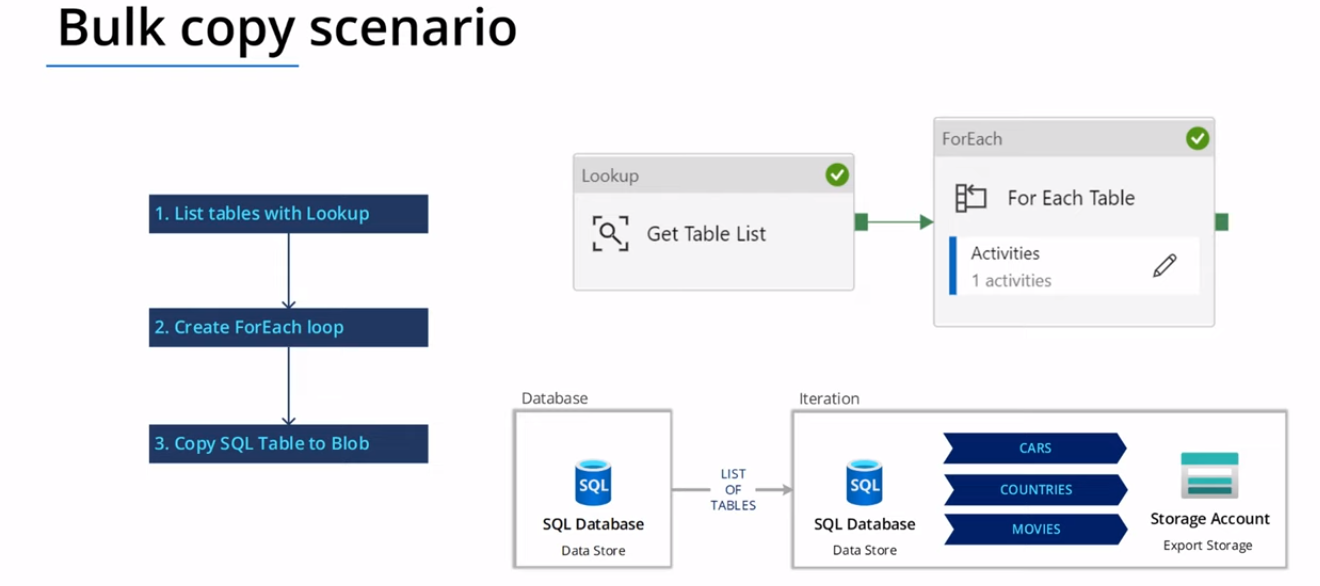 Bulk copy scenario
1. List tables with Lookup
2. Create ForEach loop
3. Copy SQL Table to Blob
Lookup
Get Table List
ForEach
For Each Table
Activities
1 activities
Database
SQL
SQL Database
Data Store
LIST
OF
TABLES
Iteration
SQL
SQL Database
Data Store
CARS
COUNTRIES
MOVIES
Storage Account
Export Storage